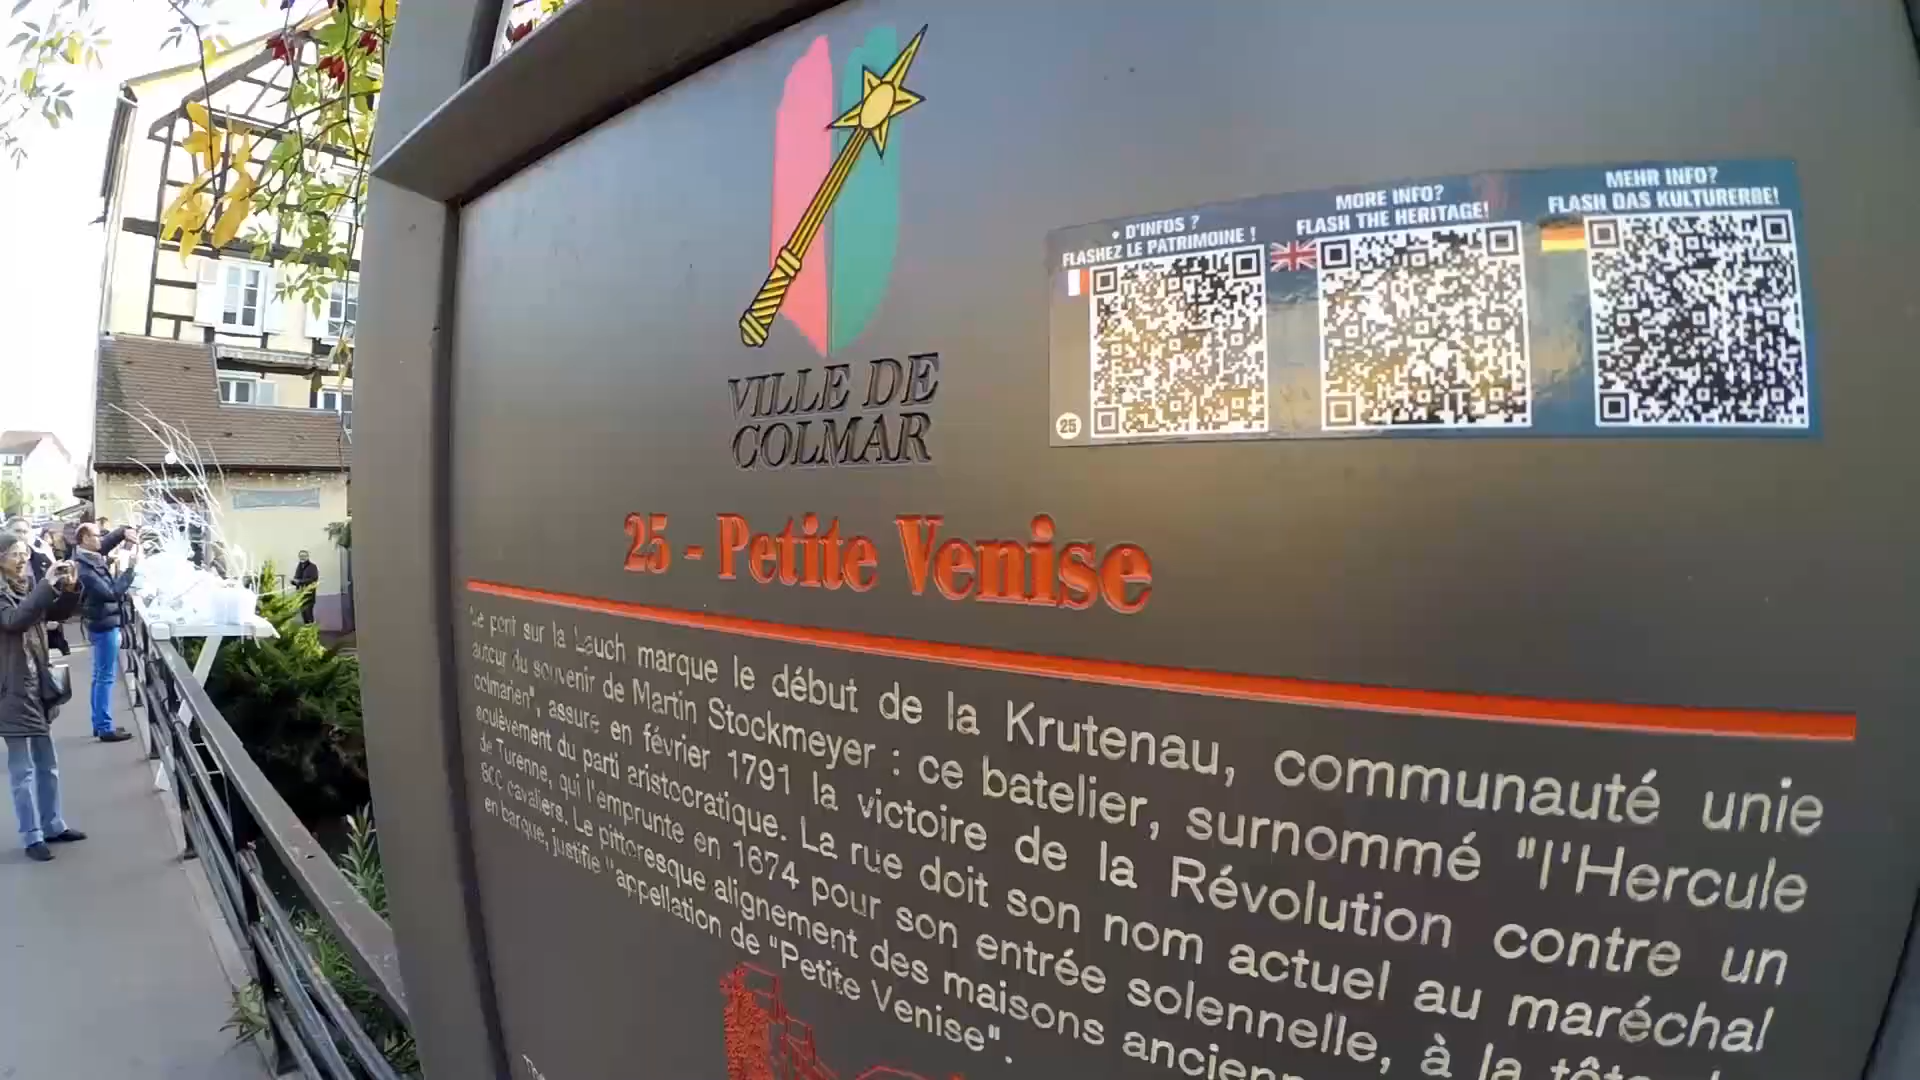 VILLE DE
COLMAR
+ D'INFOS ?
FLASHEZ LE PATRIMOINE !
MORE INFO?
FLASH THE HERITAGE!
MEHR INFO?
FLASH DAS KULTURERBE!
25
25 - Petite Venise
Le pont sur la Lauch marque le début de la Krutenau, communauté unie
autour du souvenir de Martin Stockmeyer : ce batelier, surnommé "l'Hercule
colmarien", assure en février 1791 la victoire de la Révolution contre un
soulèvement du parti aristocratique. La rue doit son nom actuel au maréchal
de Turenne, qui l'emprunte en 1674 pour son entrée solennelle, à la tête
800 cavaliers. Le pittoresque alignement des maisons
en barque, justifie l'appellation de "Petite Venise".